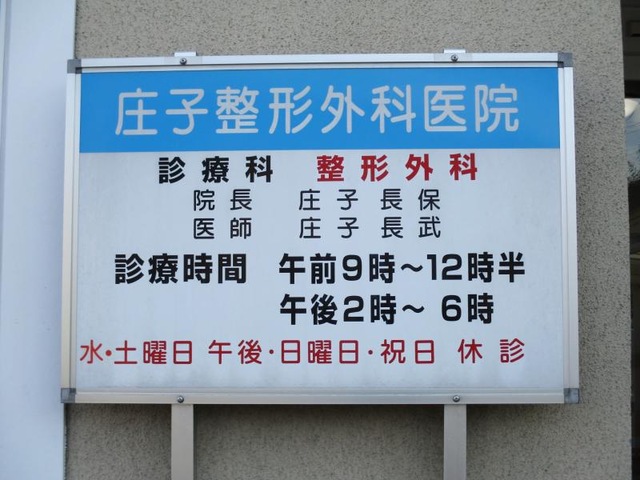 庄子整形外科医院
診療科 整形外科
院長 庄子長保
医師 庄子長武
診療時間 午前9時～12時半
午後2時～6時
水・土曜日午後・日曜日・祝日 休診